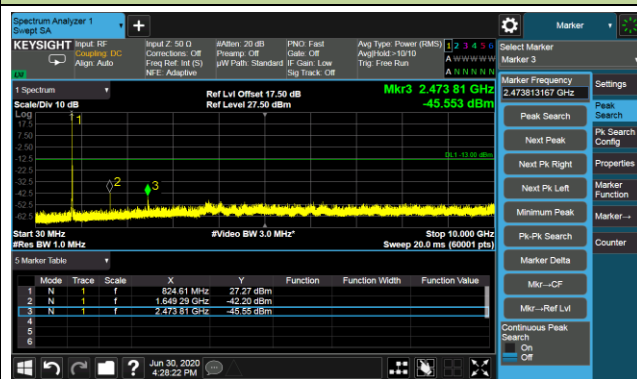 Spectrum Analyzer 1
Swept SA
Marker
KEYSIGHT
Input: RF
Coupling: DC
Align: Auto
Input Z: 50 Ω
Corrections: Off
Freq Ref: Int (S)
NFE: Adaptive
#Atten: 20 dB
Preamp: Off
µW Path: Standard
PNO: Fast
Gate: Off
IF Gain: Low
Sig Track: Off
Avg Type: Power (RMS)
Avg|Hold:>10/10
Trig: Free Run
1 2 3 4 5 6
A W W W W W
A N N N N N
Select Marker
Marker 3
Marker Frequency
2.473813167 GHz
Settings
Peak Search
Next Peak
Next Pk Right
Next Pk Left
Minimum Peak
Pk-Pk Search
Marker Delta
Mkr→CF
Mkr→Ref Lvl
Continuous Peak
Search
On
Off
Peak
Search
Pk Search
Config
Properties
Marker
Function
Marker→
Counter
1 Spectrum
Scale/Div 10 dB
Log
Ref Lvl Offset 17.50 dB
Ref Level 27.50 dBm
Mkr3 2.473 81 GHz
-45.553 dBm
17.5
7.50
-2.50
-12.5
-22.5
-32.5
-42.5
-52.5
-62.5
1
2
3
DL1 -13.00 dBm
Start 30 MHz
#Res BW 1.0 MHz
#Video BW 3.0 MHz*
Stop 10.000 GHz
Sweep 20.0 ms (60001 pts)
5 Marker Table
Mode Trace Scale X Y Function Function Width Function Value
1 N 1 f 824.61 MHz 27.27 dBm
2 N 1 f 1.649 29 GHz -42.20 dBm
3 N 1 f 2.473 81 GHz -45.55 dBm
4
5
6
Jun 30, 2020
4:28:22 PM